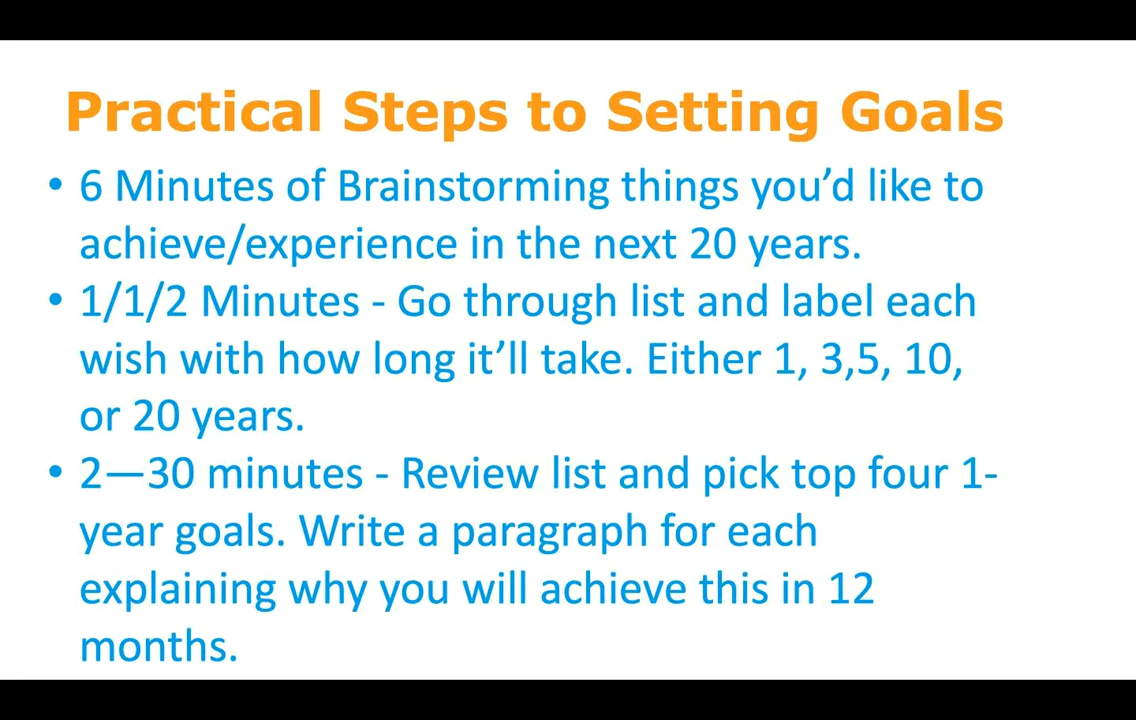 Practical Steps to Setting Goals
• 6 Minutes of Brainstorming things you’d like to
achieve/experience in the next 20 years.
• 1/1/2 Minutes - Go through list and label each
wish with how long it’ll take. Either 1, 3,5, 10,
or 20 years.
• 2—30 minutes - Review list and pick top four 1-
year goals. Write a paragraph for each
explaining why you will achieve this in 12
months.